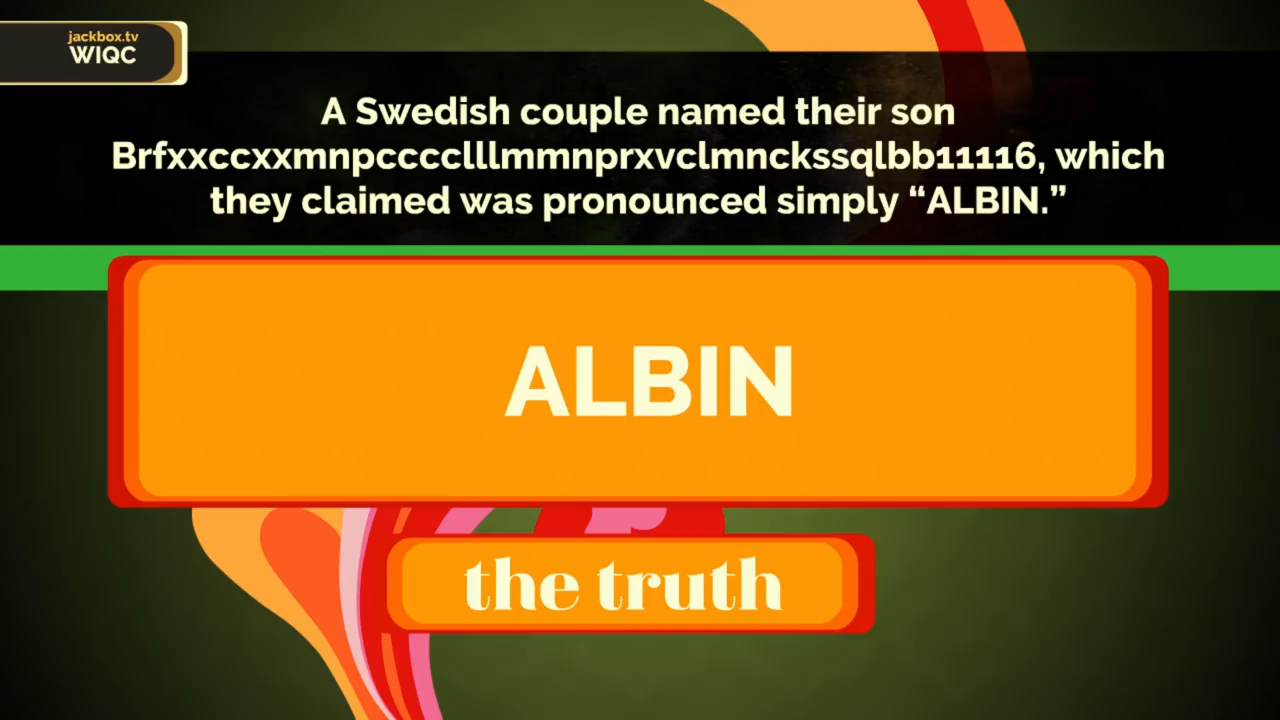 jackbox.tv
WIQC
A Swedish couple named their son
Brfxxccxxmnpcccclllmmnprxvclmnckssqlbb11116, which
they claimed was pronounced simply “ALBIN.”
ALBIN
the truth